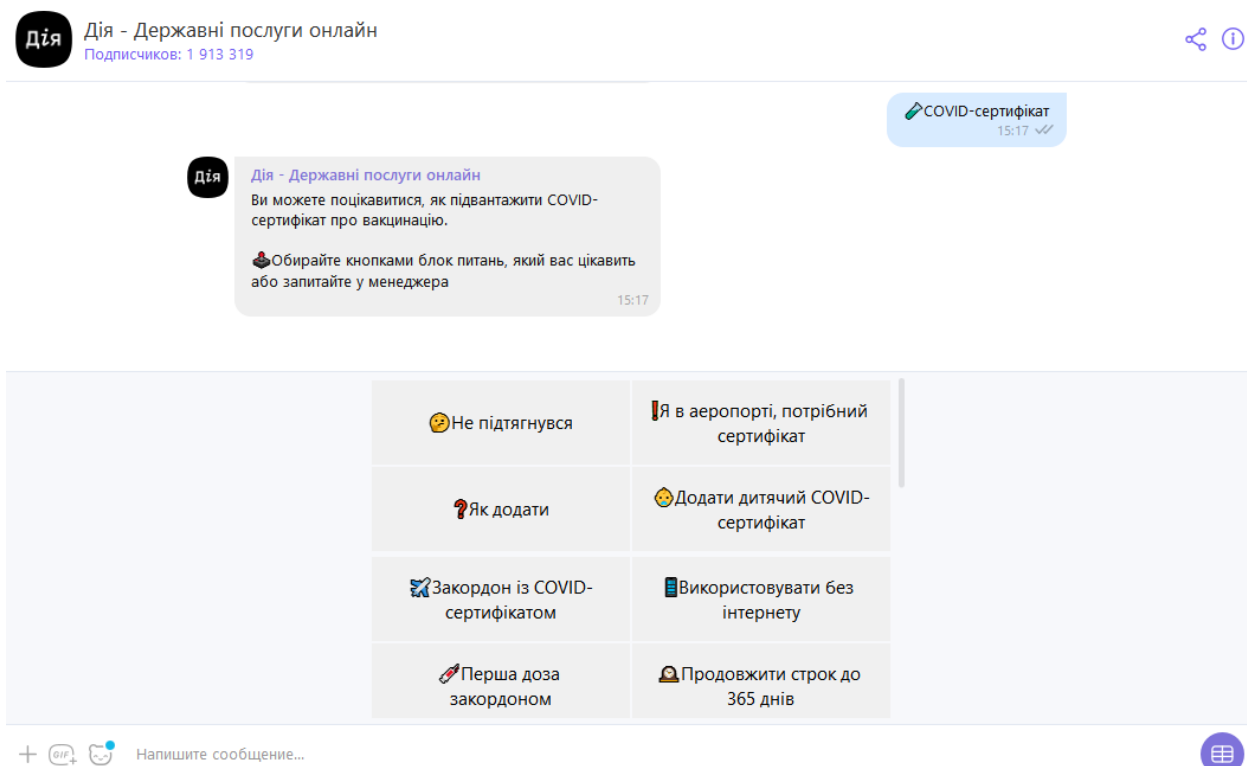 Дія
Дія - Державні послуги онлайн
Подписчиков: 1 913 319
COVID-сертифікат
15:17
Дія
Дія - Державні послуги онлайн
Ви можете поцікавитися, як підвантажити COVID-
сертифікат про вакцинацію.
Обирайте кнопками блок питань, який вас цікавить
або запитайте у менеджера
15:17
Не підтягнувся
Я в аеропорті, потрібний
сертифікат
Як додати
Додати дитячий COVID-
сертифікат
Закордон із COVID-
сертифікатом
Використовувати без
інтернету
Перша доза
закордоном
Продовжити строк до
365 днів
GIF
Напишите сообщение...